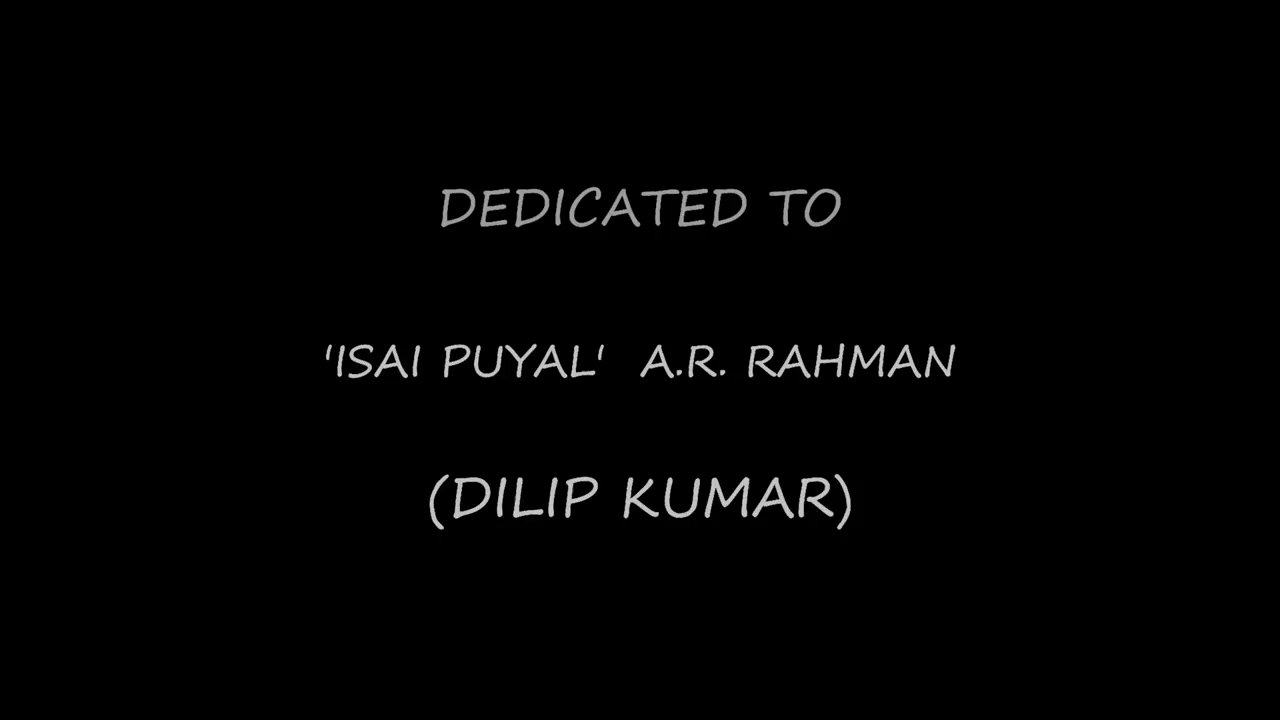 DEDICATED TO
'ISAI PUYAL' A.R. RAHMAN
(DILIP KUMAR)